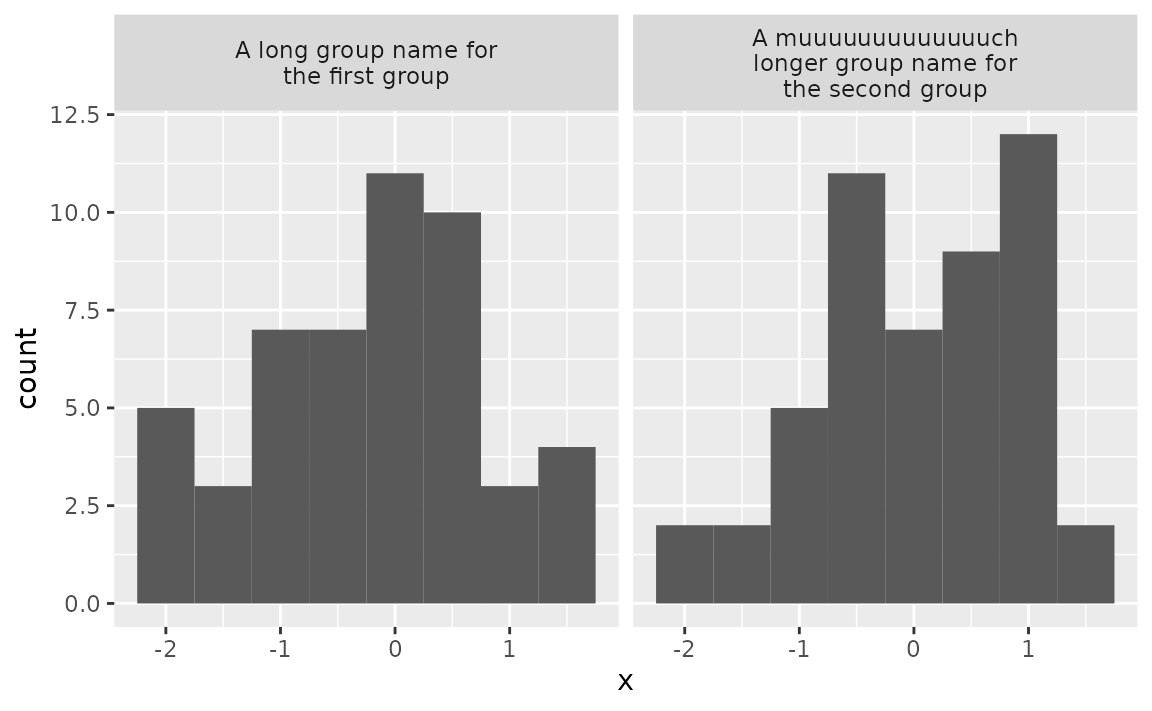 A long group name for
the first group
A muuuuuuuuuuuuuch
longer group name for
the second group
12.5
10.0
7.5
5.0
2.5
0.0
count
-2 -1 0 1
-2 -1 0 1
x